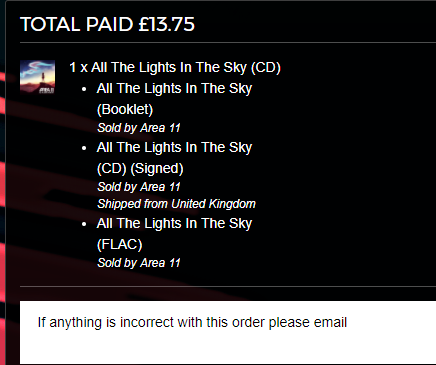 TOTAL PAID £13.75
1 x All The Lights In The Sky (CD)
All The Lights In The Sky
(Booklet)
Sold by Area 11
All The Lights In The Sky
(CD) (Signed)
Sold by Area 11
Shipped from United Kingdom
All The Lights In The Sky
(FLAC)
Sold by Area 11
If anything is incorrect with this order please email